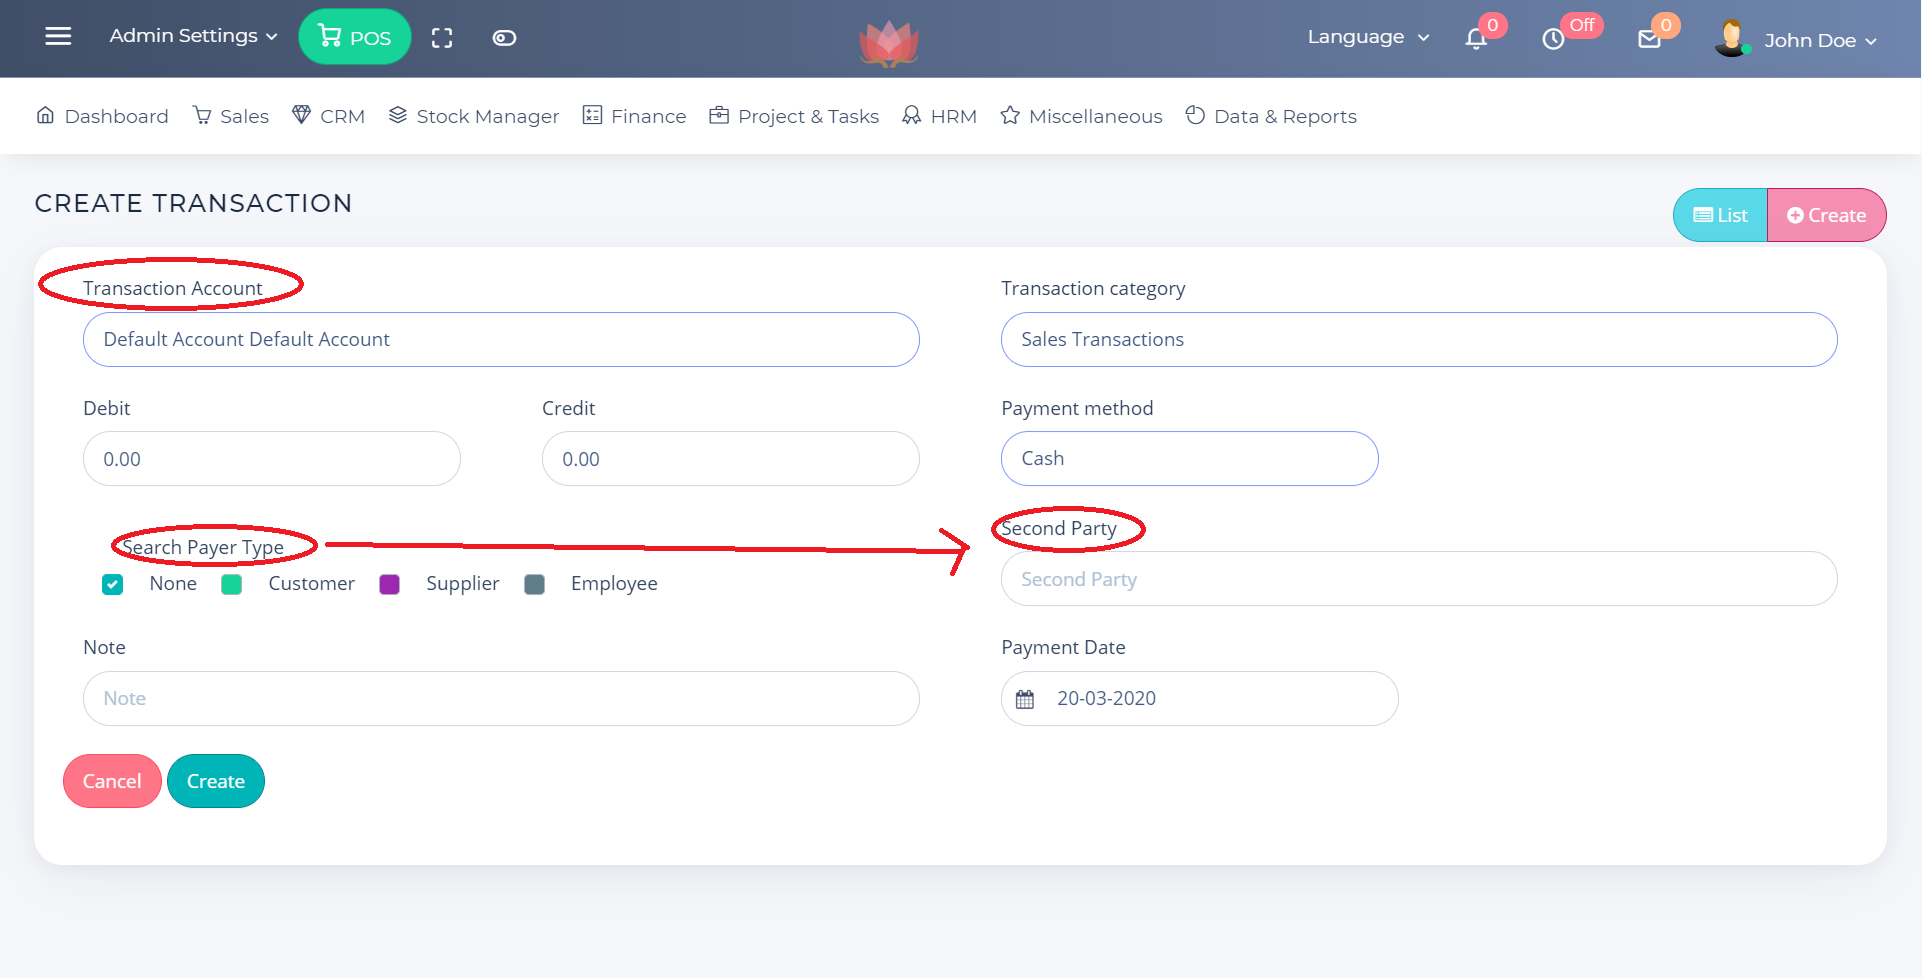 Admin Settings POS Language 0 Off 0 John Doe
Dashboard Sales CRM Stock Manager Finance Project & Tasks HRM Miscellaneous Data & Reports
CREATE TRANSACTION
List Create
Transaction Account Transaction category
Default Account Default Account Sales Transactions
Debit Credit Payment method
0.00 0.00 Cash
Search Payer Type Second Party
None Customer Supplier Employee Second Party
Note Payment Date
Note 20-03-2020
Cancel Create